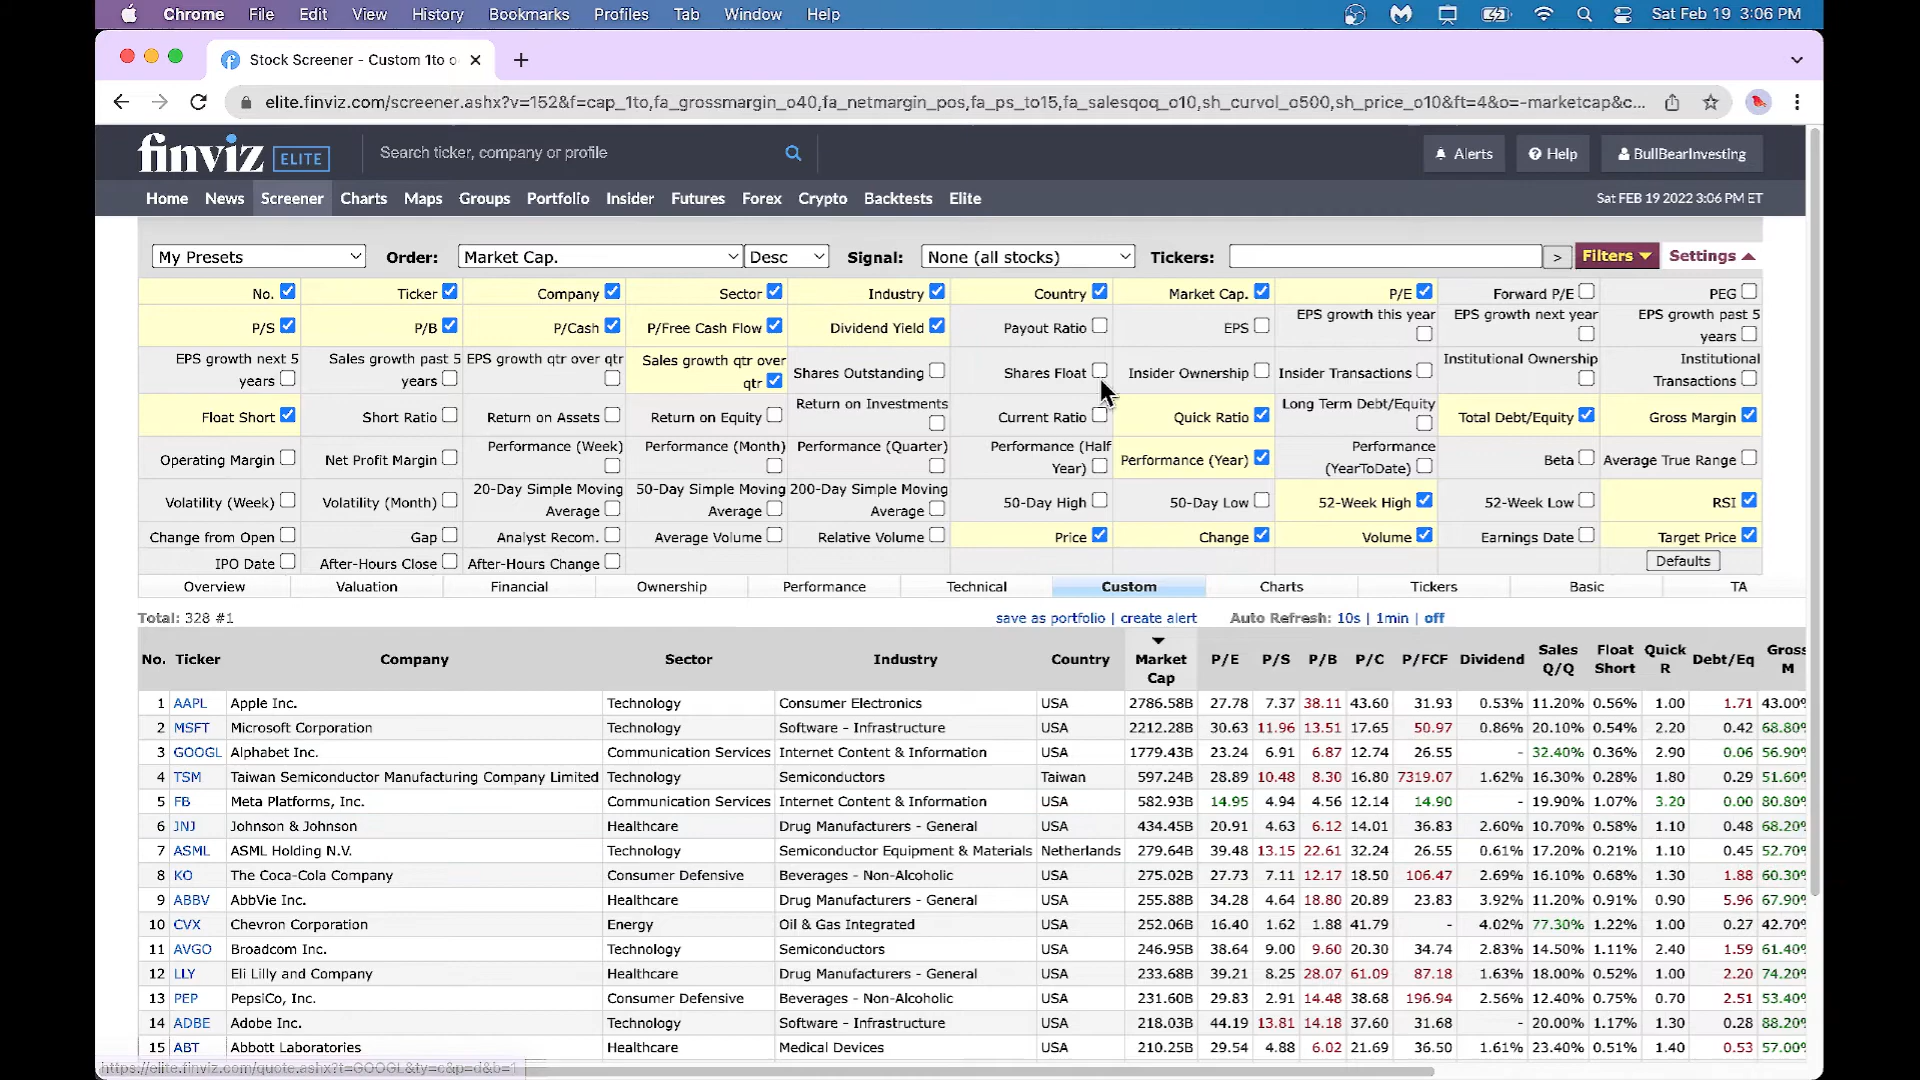 Chrome File Edit View History Bookmarks Profiles Tab Window Help Sat Feb 19 3:06 PM
Stock Screener - Custom 1to o
elite.finviz.com/screener.ashx?v=152&f=cap_1to,fa_grossmargin_o40,fa_netmargin_pos,fa_ps_to15,fa_salesqoq_o10,sh_curvol_o500,sh_price_o10&ft=4&o=-marketcap&c...
finviz ELITE Search ticker, company or profile Alerts Help BullBearInvesting
Home News Screener Charts Maps Groups Portfolio Insider Futures Forex Crypto Backtests Elite Sat FEB 19 2022 3:06 PM ET
My Presets Order: Market Cap. Desc Signal: None (all stocks) Tickers: > Filters Settings
No. Ticker Company Sector Industry Country Market Cap. P/E Forward P/E PEG
P/S P/B P/Cash P/Free Cash Flow Dividend Yield Payout Ratio EPS EPS growth this year EPS growth next year EPS growth past 5 years
EPS growth next 5 years Sales growth past 5 years EPS growth qtr over qtr Sales growth qtr over qtr Shares Outstanding Shares Float Insider Ownership Insider Transactions Institutional Ownership Institutional Transactions
Float Short Short Ratio Return on Assets Return on Equity Return on Investments Current Ratio Quick Ratio Long Term Debt/Equity Total Debt/Equity Gross Margin
Operating Margin Net Profit Margin Performance (Week) Performance (Month) Performance (Quarter) Performance (Half Year) Performance (Year) Performance (YearToDate) Beta Average True Range
Volatility (Week) Volatility (Month) 20-Day Simple Moving Average 50-Day Simple Moving Average 200-Day Simple Moving Average 50-Day High 50-Day Low 52-Week High 52-Week Low RSI
Change from Open Gap Analyst Recom. Average Volume Relative Volume Price Change Volume Earnings Date Target Price
IPO Date After-Hours Close After-Hours Change Defaults
Overview Valuation Financial Ownership Performance Technical Custom Charts Tickers Basic TA
Total: 328 #1 save as portfolio | create alert Auto Refresh: 10s | 1min | off
No. Ticker Company Sector Industry Country Market Cap P/E P/S P/B P/C P/FCF Dividend Sales Q/Q Float Short Quick R Debt/Eq Gross M
1 AAPL Apple Inc. Technology Consumer Electronics USA 2786.58B 27.78 7.37 38.11 43.60 31.93 0.53% 11.20% 0.56% 1.00 1.71 43.00%
2 MSFT Microsoft Corporation Technology Software - Infrastructure USA 2212.28B 30.63 11.96 13.51 17.65 50.97 0.86% 20.10% 0.54% 2.20 0.42 68.80%
3 GOOGL Alphabet Inc. Communication Services Internet Content & Information USA 1779.43B 23.24 6.91 6.87 12.74 26.55 - 32.40% 0.36% 2.90 0.06 56.90%
4 TSM Taiwan Semiconductor Manufacturing Company Limited Technology Semiconductors Taiwan 597.24B 28.89 10.48 8.30 16.80 7319.07 1.62% 16.30% 0.28% 1.80 0.29 51.60%
5 FB Meta Platforms, Inc. Communication Services Internet Content & Information USA 582.93B 14.95 4.94 4.56 12.14 14.90 - 19.90% 1.07% 3.20 0.00 80.80%
6 JNJ Johnson & Johnson Healthcare Drug Manufacturers - General USA 434.45B 20.91 4.63 6.12 14.01 36.83 2.60% 10.70% 0.58% 1.10 0.48 68.20%
7 ASML ASML Holding N.V. Technology Semiconductor Equipment & Materials Netherlands 279.64B 39.48 13.15 22.61 32.24 26.55 0.61% 17.20% 0.21% 1.10 0.45 52.70%
8 KO The Coca-Cola Company Consumer Defensive Beverages - Non-Alcoholic USA 275.02B 27.73 7.11 12.17 18.50 106.47 2.69% 16.10% 0.68% 1.30 1.88 60.30%
9 ABBV AbbVie Inc. Healthcare Drug Manufacturers - General USA 255.88B 34.28 4.64 18.80 20.89 23.83 3.92% 11.20% 0.91% 0.90 5.96 67.90%
10 CVX Chevron Corporation Energy Oil & Gas Integrated USA 252.06B 16.40 1.62 1.88 41.79 - 4.02% 77.30% 1.22% 1.00 0.27 42.70%
11 AVGO Broadcom Inc. Technology Semiconductors USA 246.95B 38.64 9.00 9.60 20.30 34.74 2.83% 14.50% 1.11% 2.40 1.59 61.40%
12 LLY Eli Lilly and Company Healthcare Drug Manufacturers - General USA 233.68B 39.21 8.25 28.07 61.09 87.18 1.63% 18.00% 0.52% 1.00 2.20 74.20%
13 PEP PepsiCo, Inc. Consumer Defensive Beverages - Non-Alcoholic USA 231.60B 29.83 2.91 14.48 38.68 196.94 2.56% 12.40% 0.75% 0.70 2.51 53.40%
14 ADBE Adobe Inc. Technology Software - Infrastructure USA 218.03B 44.19 13.81 14.18 37.60 31.68 - 20.00% 1.17% 1.30 0.28 88.20%
15 ABT Abbott Laboratories Healthcare Medical Devices USA 210.25B 29.54 4.88 6.02 21.69 36.50 1.61% 23.40% 0.51% 1.40 0.53 57.00%
https://elite.finviz.com/quote.ashx?t=GOOGL&ty=c&p=d&b=1